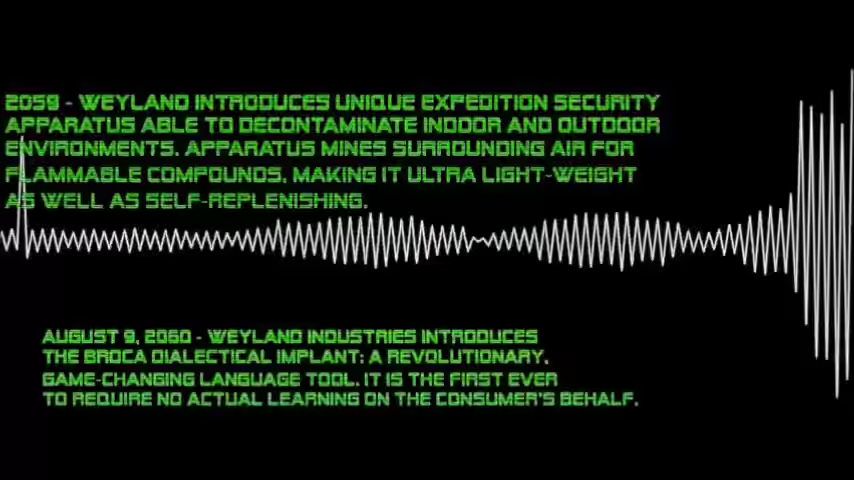 2059 - WEYLAND INTRODUCES UNIQUE EXPEDITION SECURITY
APPARATUS ABLE TO DECONTAMINATE INDOOR AND OUTDOOR
ENVIRONMENTS. APPARATUS MINES SURROUNDING AIR FOR
FLAMMABLE COMPOUNDS, MAKING IT ULTRA LIGHT-WEIGHT
AS WELL AS SELF-REPLENISHING.
AUGUST 9, 2060 - WEYLAND INDUSTRIES INTRODUCES
THE BROCA DIALECTICAL IMPLANT: A REVOLUTIONARY,
GAME-CHANGING LANGUAGE TOOL. IT IS THE FIRST EVER
TO REQUIRE NO ACTUAL LEARNING ON THE CONSUMER'S BEHALF.